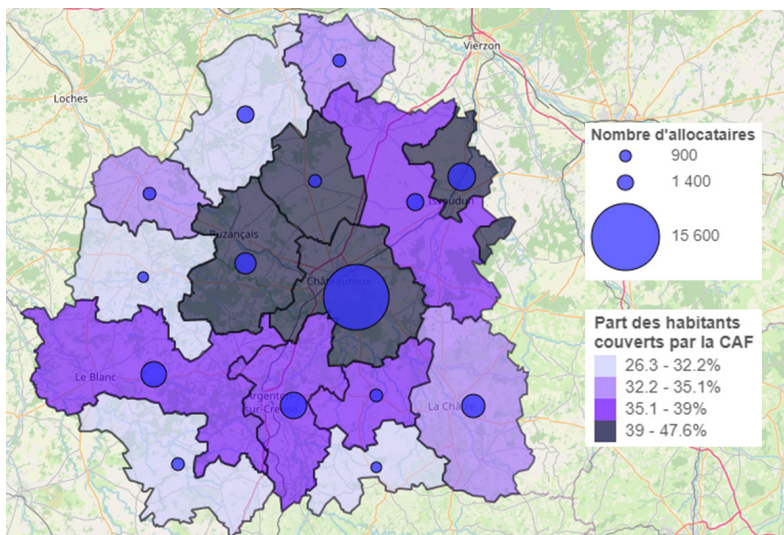 Vierzon
Loches
Nombre d'allocataires
900
1 400
15 600
Issoudun
Buzançais
Châteauroux
Part des habitants
couverts par la CAF
26.3 - 32.2%
32.2 - 35.1%
35.1 - 39%
39 - 47.6%
Le Blanc
Argenton-
sur-Creuse
La Châtre